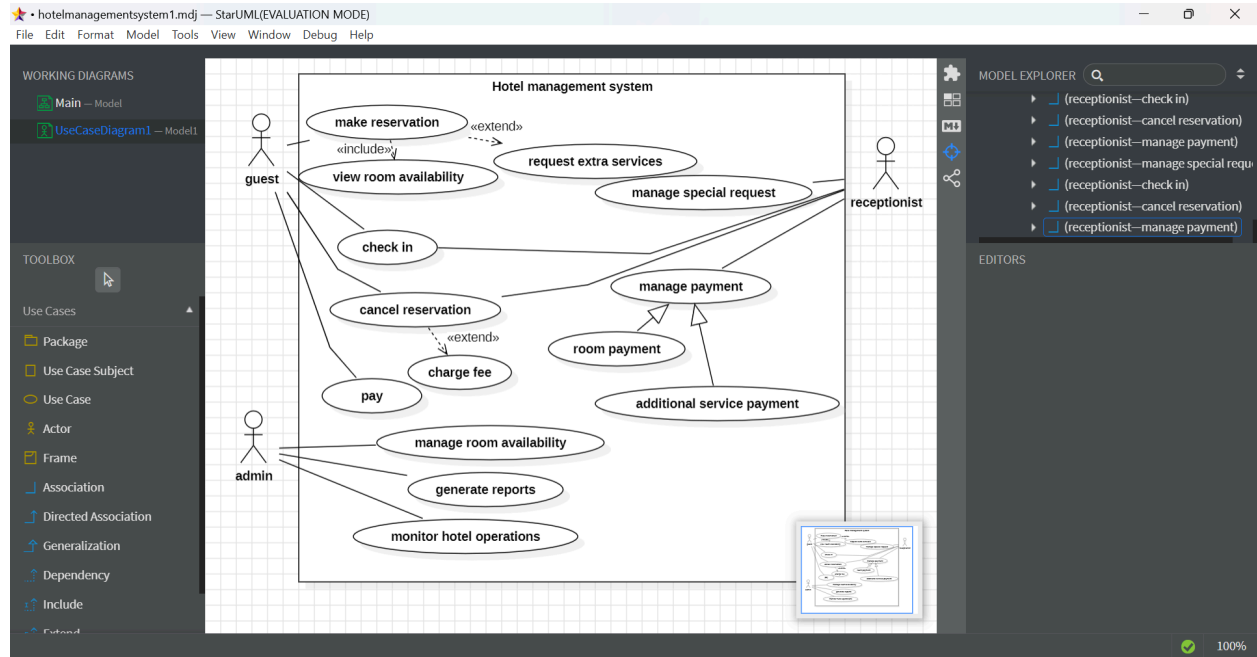 • hotelmanagementsystem1.mdj — StarUML(EVALUATION MODE)
File Edit Format Model Tools View Window Debug Help
WORKING DIAGRAMS
Main — Model
UseCaseDiagram1 — Model1
TOOLBOX
Use Cases
Package
Use Case Subject
Use Case
Actor
Frame
Association
Directed Association
Generalization
Dependency
Include
Extend
Hotel management system
make reservation
«extend»
«include»
request extra services
guest
view room availability
manage special request
receptionist
check in
manage payment
cancel reservation
«extend»
room payment
charge fee
pay
additional service payment
admin
manage room availability
generate reports
monitor hotel operations
M
MODEL EXPLORER
(receptionist—check in)
(receptionist—cancel reservation)
(receptionist—manage payment)
(receptionist—manage special requ
(receptionist—check in)
(receptionist—cancel reservation)
(receptionist—manage payment)
EDITORS
100%